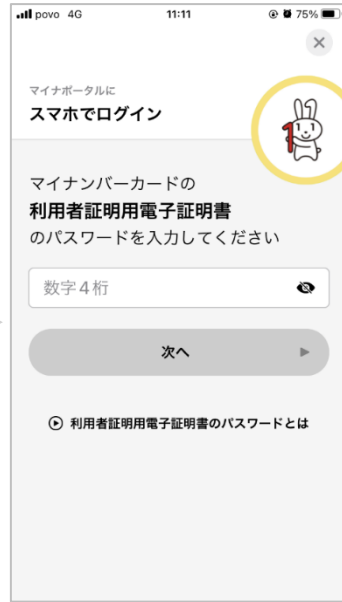 povo 4G 11:11 75%
マイナポータルに
スマホでログイン
マイナンバーカードの
利用者証明用電子証明書
のパスワードを入力してください
数字4桁
次へ
利用者証明用電子証明書のパスワードとは